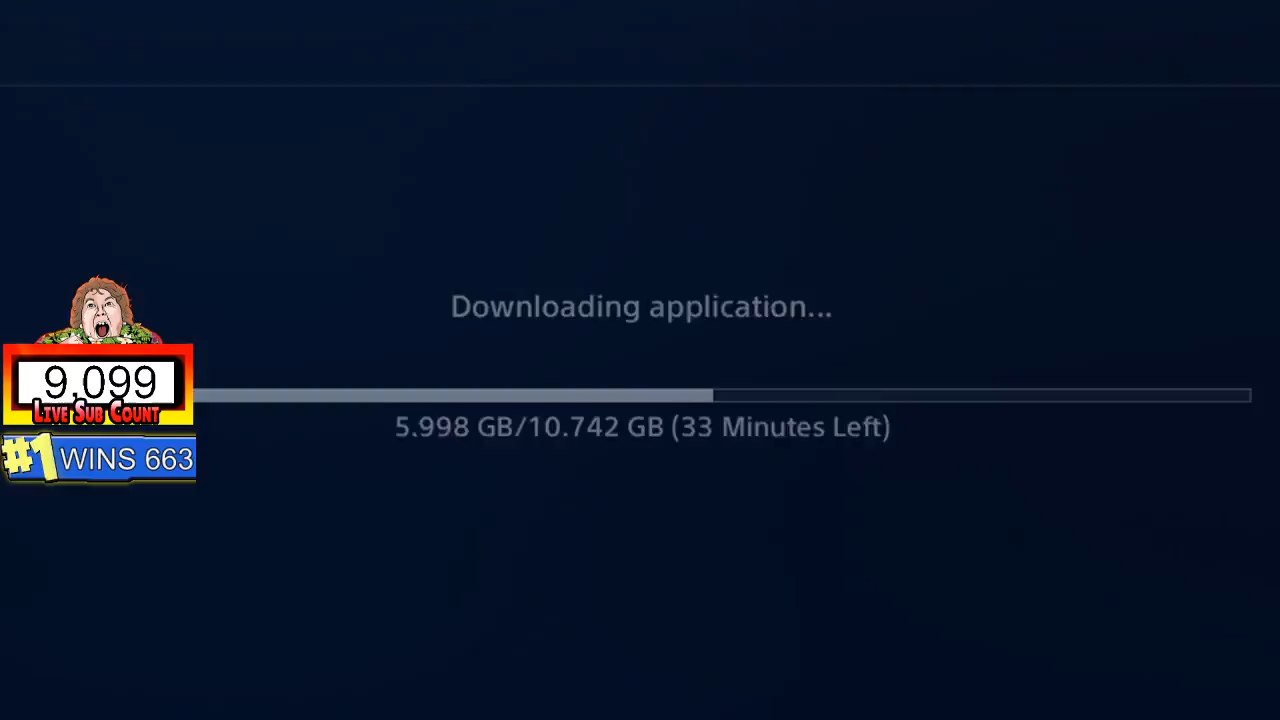 Downloading application...
9,099
LIVE SUB COUNT
5.998 GB/10.742 GB (33 Minutes Left)
#1 WINS 663